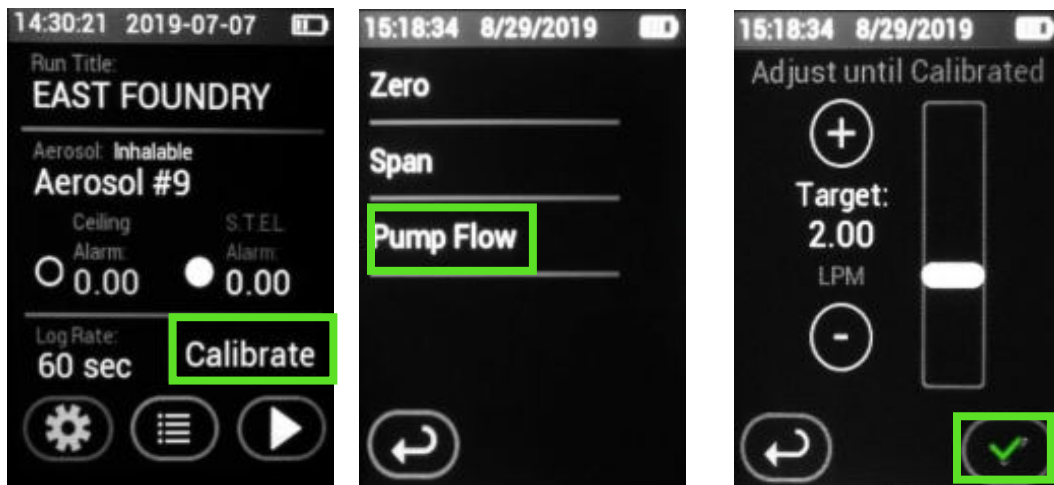 14:30:21 2019-07-07
Run Title:
EAST FOUNDRY
Aerosol: Inhalable
Aerosol #9
Ceiling S.T.E.L.
Alarm: Alarm:
0.00 0.00
Log Rate:
60 sec Calibrate
15:18:34 8/29/2019
Zero
Span
Pump Flow
15:18:34 8/29/2019
Adjust until Calibrated
+
Target:
2.00
LPM
-